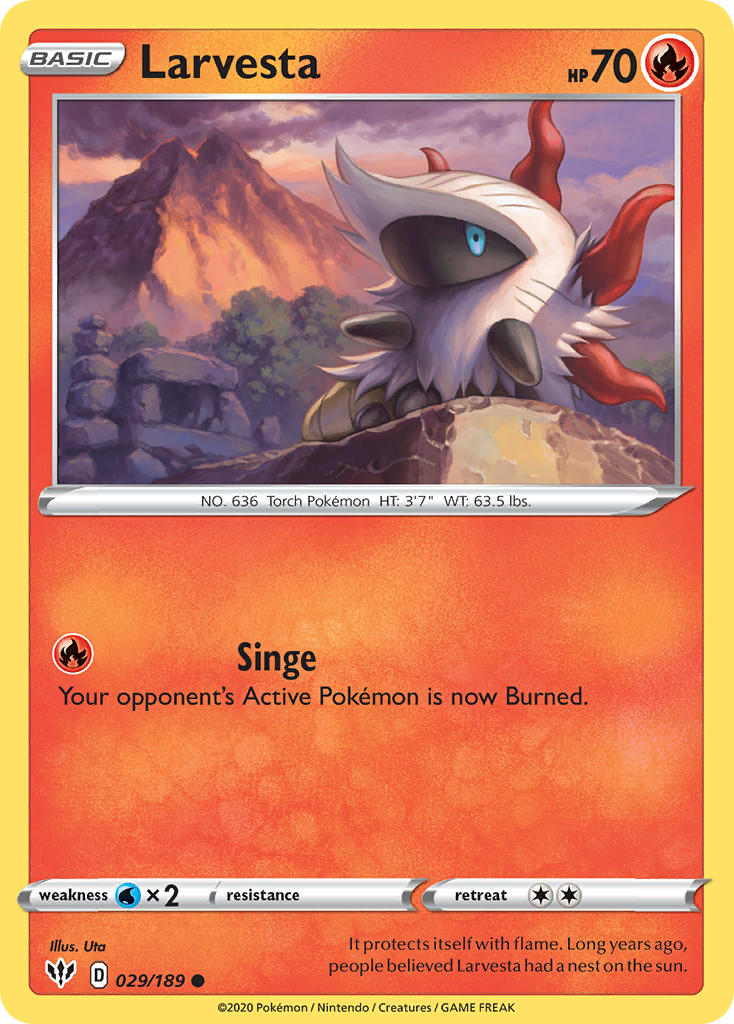 BASIC
Larvesta
HP70
NO. 636 Torch Pokémon HT: 3'7" WT: 63.5 lbs.
Singe
Your opponent's Active Pokémon is now Burned.
weakness ×2 resistance retreat
Illus. Uta
It protects itself with flame. Long years ago,
people believed Larvesta had a nest on the sun.
D 029/189
©2020 Pokémon / Nintendo / Creatures / GAME FREAK